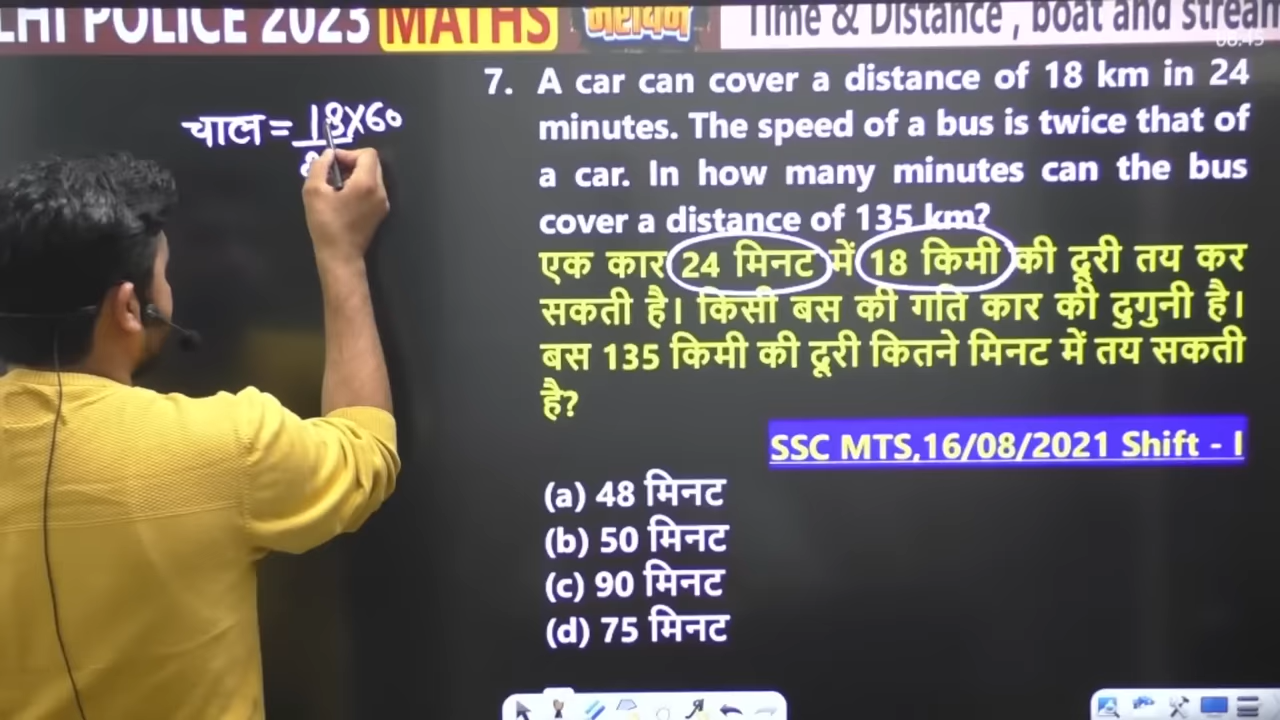 LHI POLICE 2023 MATHS
Time & Distance , boat and stream
08:45
चाल = 18x60
7. A car can cover a distance of 18 km in 24
minutes. The speed of a bus is twice that of
a car. In how many minutes can the bus
cover a distance of 135 km?
एक कार 24 मिनट में 18 किमी की दूरी तय कर
सकती है। किसी बस की गति कार की दुगुनी है।
बस 135 किमी की दूरी कितने मिनट में तय सकती
है?
SSC MTS,16/08/2021 Shift - I
(a) 48 मिनट
(b) 50 मिनट
(c) 90 मिनट
(d) 75 मिनट